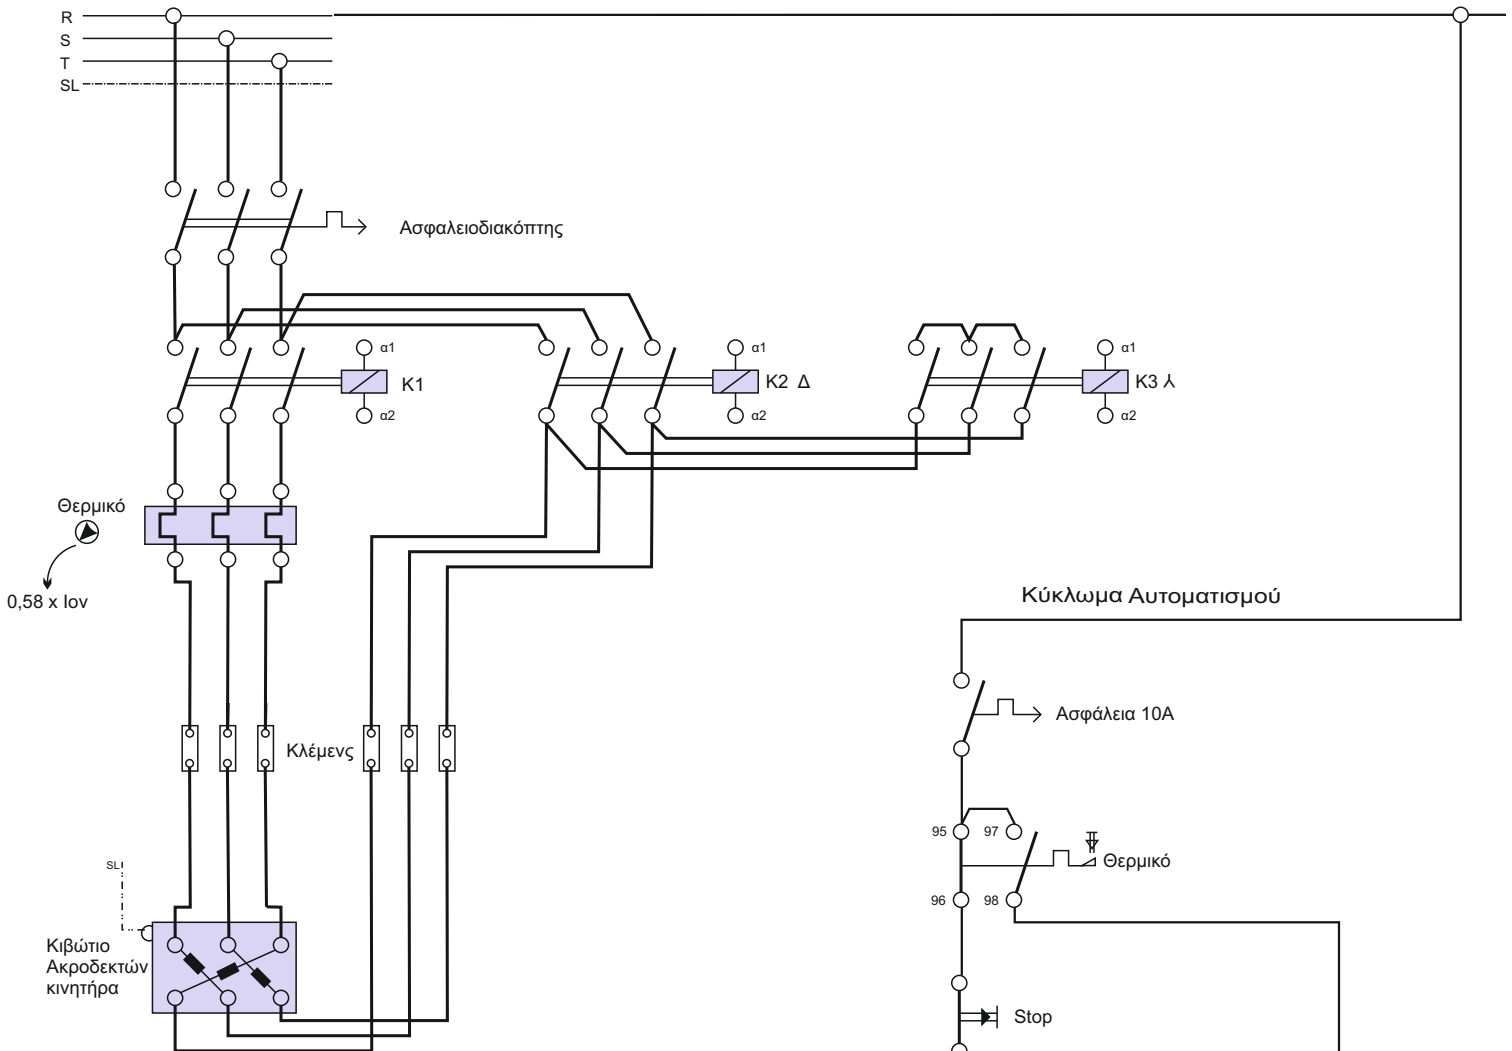 R
S
T
SL
Ασφαλειοδιακόπτης
α1
K1
α2
α1
K2 Δ
α2
α1
K3 ⅄
α2
Θερμικό
0,58 x Ιον
Κλέμενς
SL
Κιβώτιο
Ακροδεκτών
κινητήρα
Κύκλωμα Αυτοματισμού
Ασφάλεια 10Α
95
97
Θερμικό
96
98
Stop